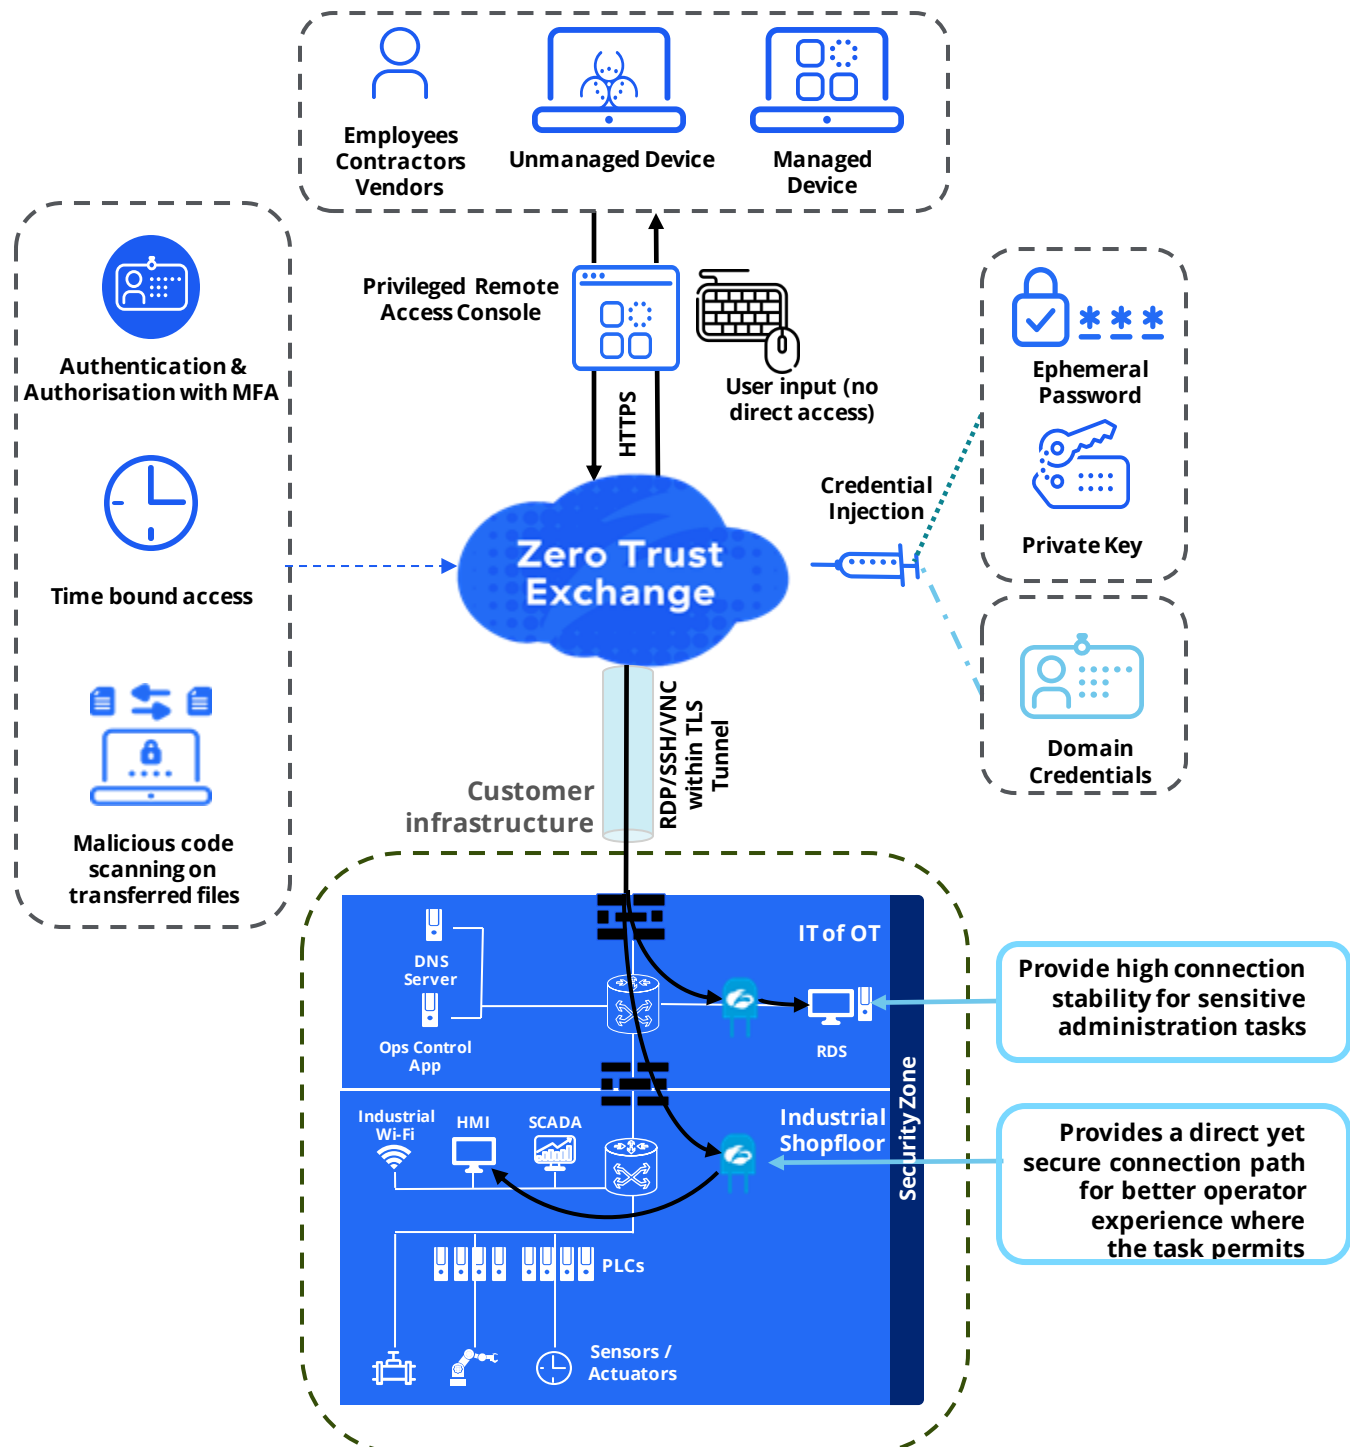 Employees
Contractors
Vendors
Unmanaged Device
Managed
Device
Privileged Remote
Access Console
User input (no
direct access)
HTTPS
Authentication &
Authorisation with MFA
Time bound access
Malicious code
scanning on
transferred files
Zero Trust
Exchange
Credential
Injection
Ephemeral
Password
Private Key
Domain
Credentials
RDP/SSH/VNC
within TLS
Tunnel
Customer
infrastructure
IT of OT
DNS
Server
Ops Control
App
RDS
Security Zone
Industrial
Shopfloor
Industrial
Wi-Fi
HMI
SCADA
PLCs
Sensors /
Actuators
Provide high connection
stability for sensitive
administration tasks
Provides a direct yet
secure connection path
for better operator
experience where
the task permits